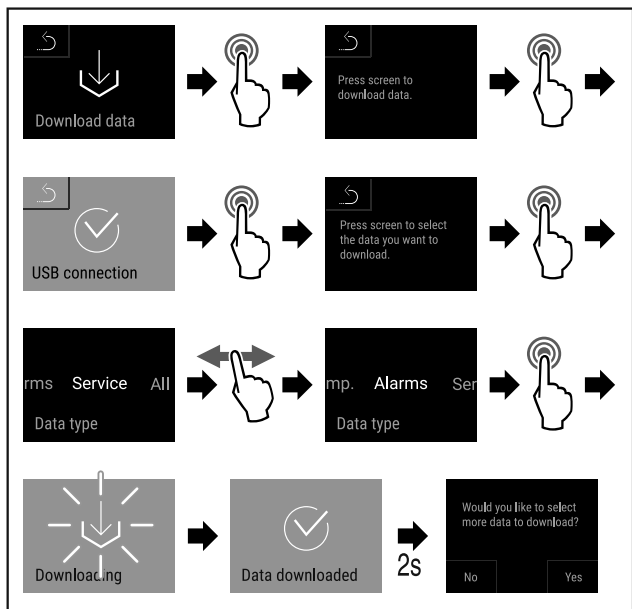 Download data
Press screen to
download data.
USB connection
Press screen to select
the data you want to
download.
rms Service All
Data type
mp. Alarms Ser
Data type
Downloading
Data downloaded
2s
Would you like to select
more data to download?
No Yes